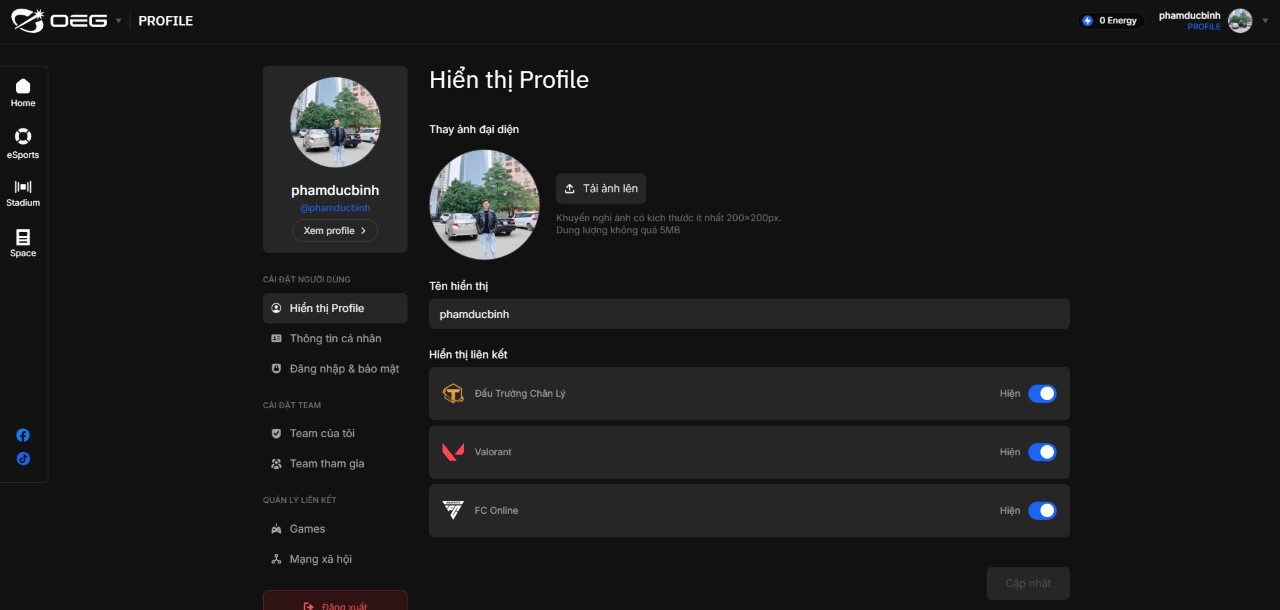 OEG
PROFILE
0 Energy
phamducbinh
PROFILE
Home
eSports
Stadium
Space
phamducbinh
@phamducbinh
Xem profile
CÀI ĐẶT NGƯỜI DÙNG
Hiển thị Profile
Thông tin cá nhân
Đăng nhập & bảo mật
CÀI ĐẶT TEAM
Team của tôi
Team tham gia
QUẢN LÝ LIÊN KẾT
Games
Mạng xã hội
Đăng xuất
Hiển thị Profile
Thay ảnh đại diện
Tải ảnh lên
Khuyến nghị ảnh có kích thước ít nhất 200x200px.
Dung lượng không quá 5MB
Tên hiển thị
phamducbinh
Hiển thị liên kết
Đấu Trường Chân Lý
Hiện
Valorant
Hiện
FC Online
Hiện
Cập nhật